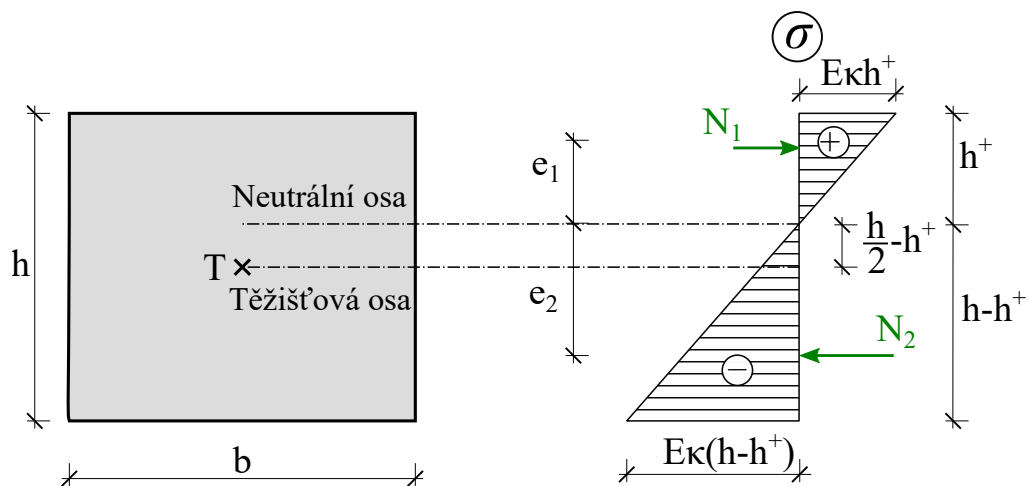 σ
Eκh⁺
N₁
+
e₁
h⁺
Neutrální osa
h
T
h/2-h⁺
Těžišťová osa
e₂
h-h⁺
N₂
−
Eκ(h-h⁺)
b